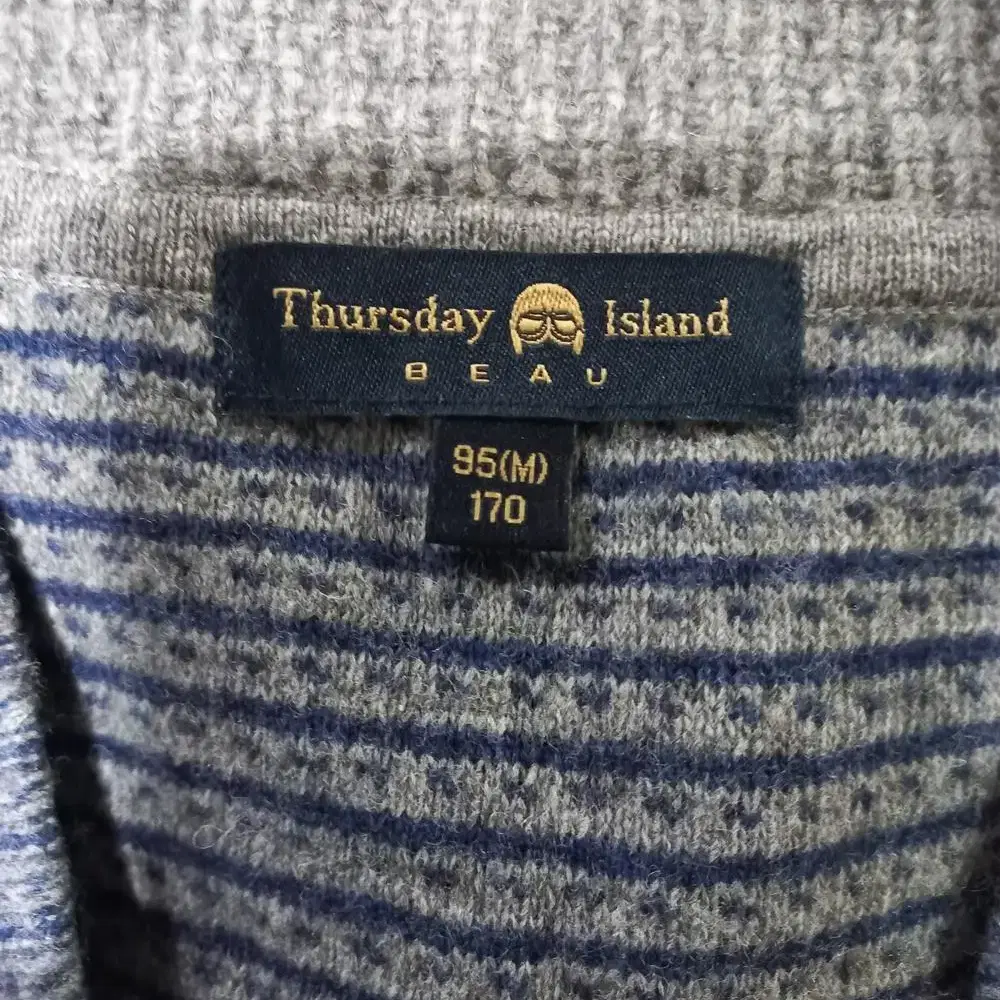 Thursday Island
BEAU
95(M)
170